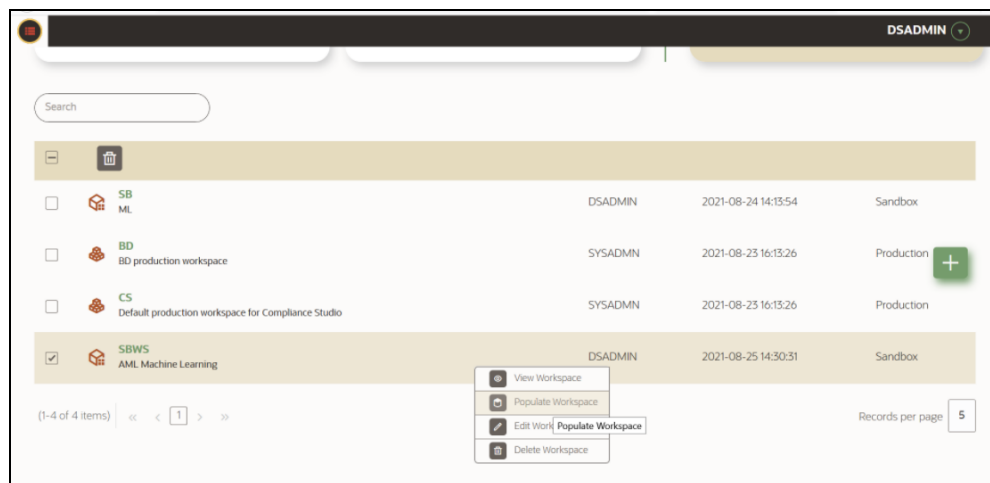 DSADMIN
Search
SB
ML
DSADMIN 2021-08-24 14:13:54 Sandbox
BD
BD production workspace
SYSADMN 2021-08-23 16:13:26 Production
CS
Default production workspace for Compliance Studio
SYSADMN 2021-08-23 16:13:26 Production
SBWS
AML Machine Learning
DSADMIN 2021-08-25 14:30:31 Sandbox
View Workspace
Populate Workspace
Edit Work
Populate Workspace
Delete Workspace
(1-4 of 4 items) « < 1 > »
Records per page 5